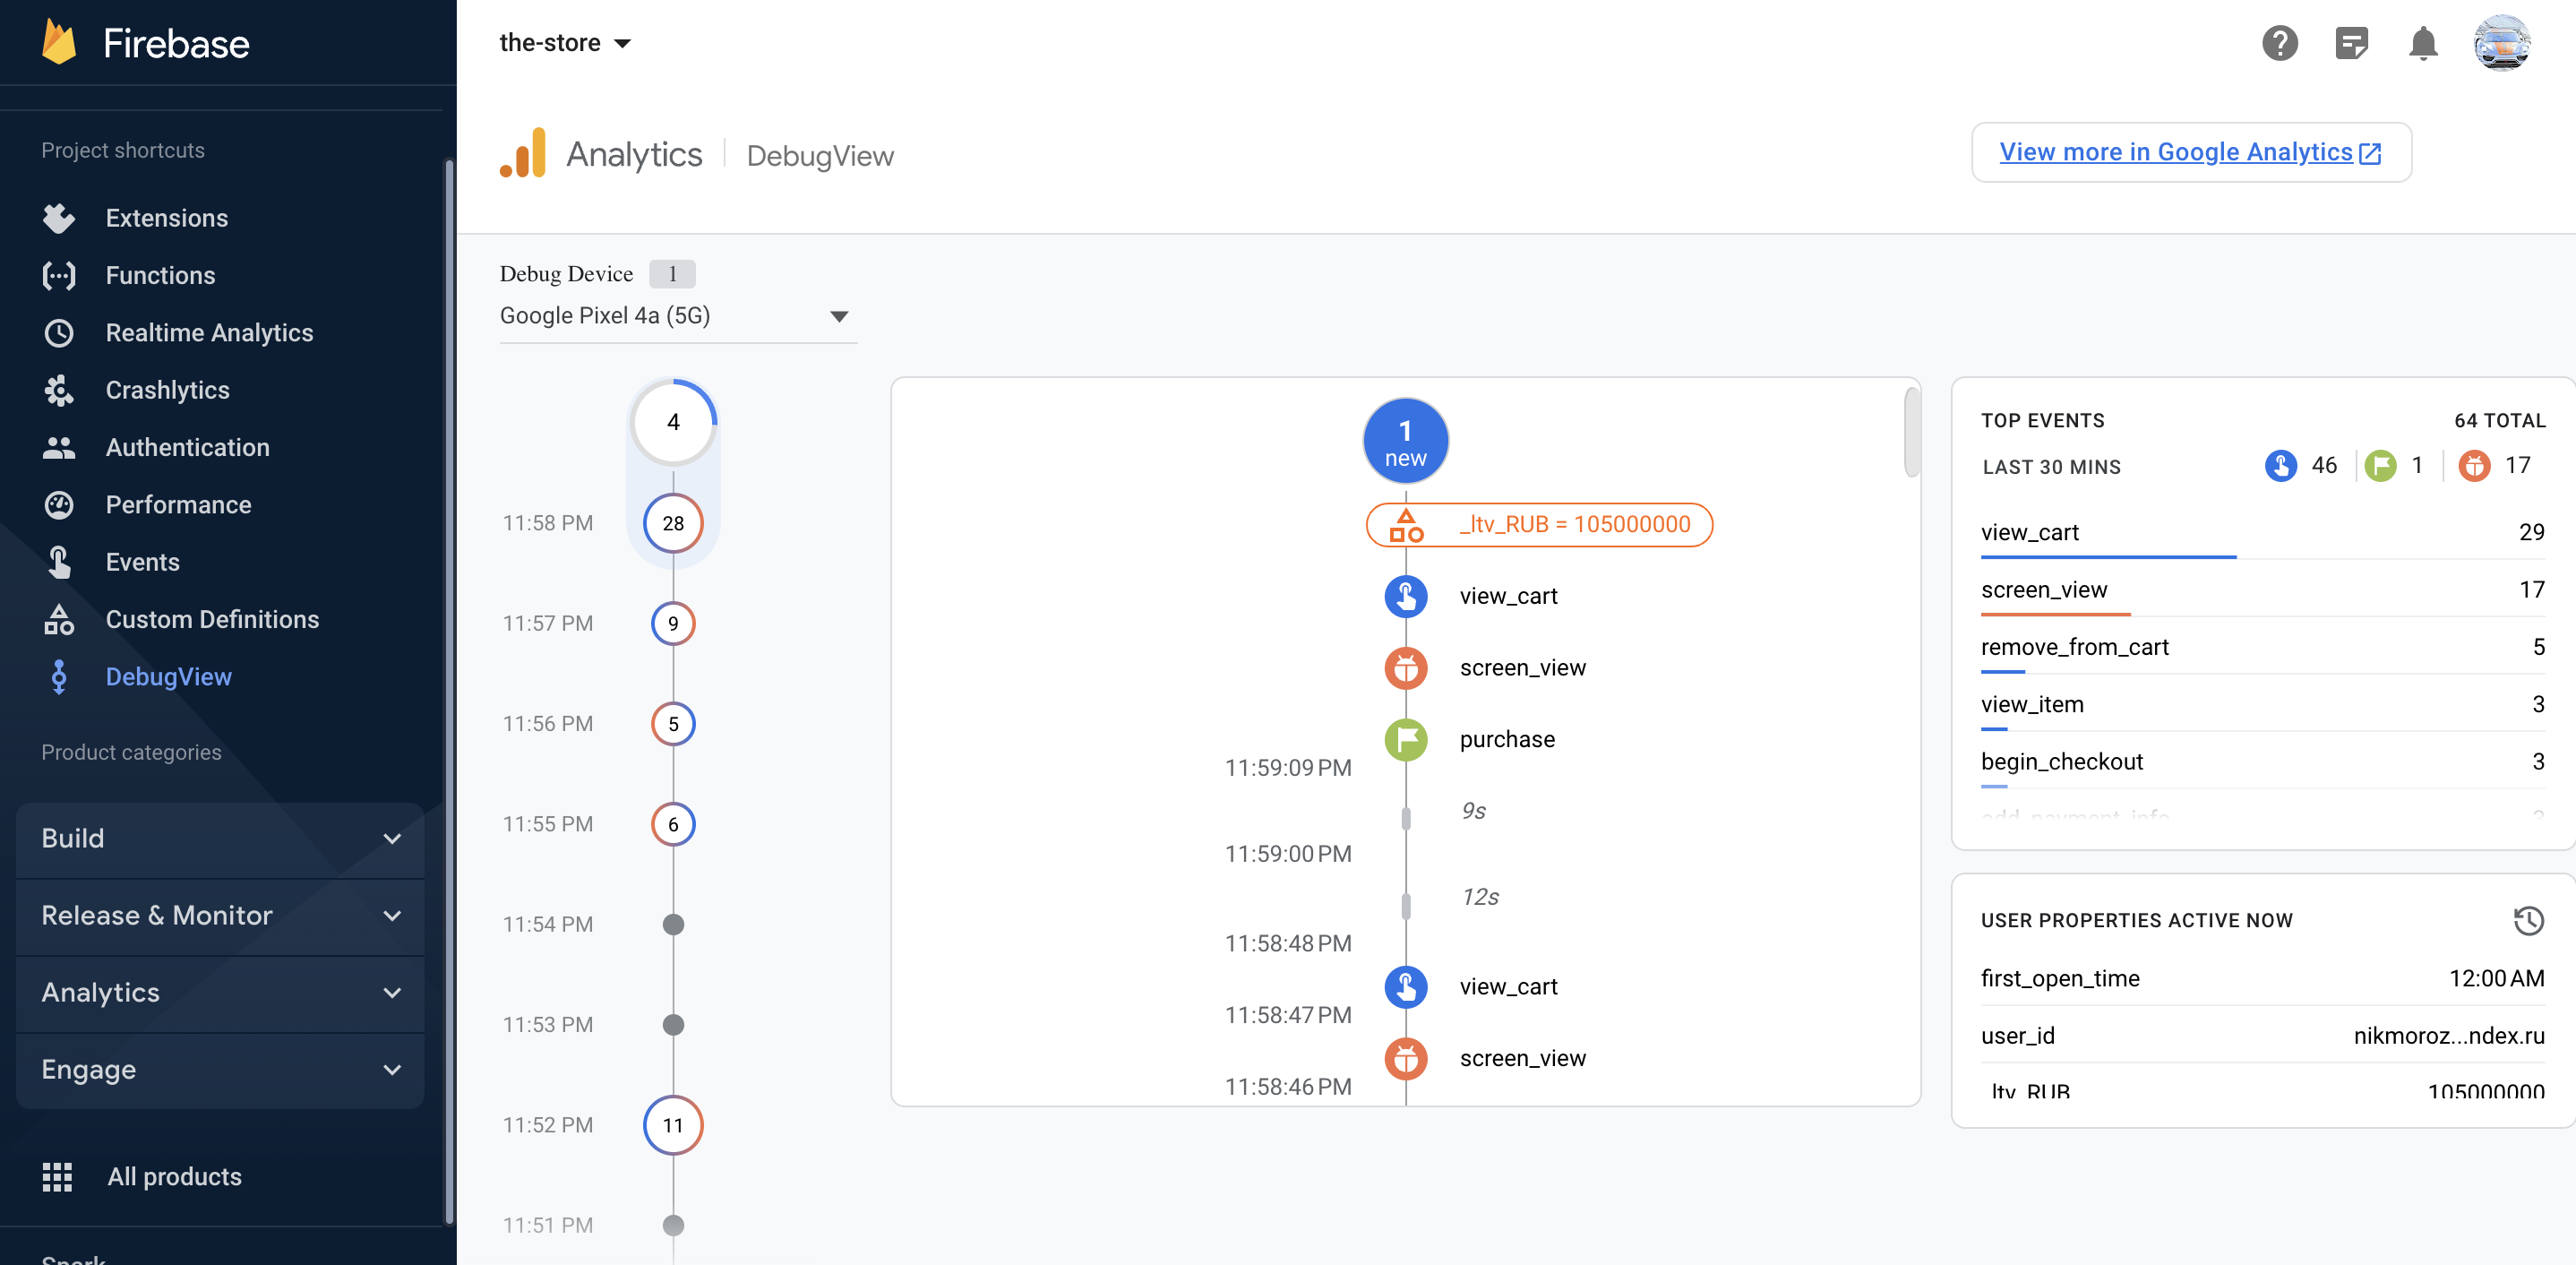 Firebase
Project shortcuts
Extensions
Functions
Realtime Analytics
Crashlytics
Authentication
Performance
Events
Custom Definitions
DebugView
Product categories
Build
Release & Monitor
Analytics
Engage
All products
Spark
the-store
Analytics
DebugView
View more in Google Analytics
Debug Device 1
Google Pixel 4a (5G)
4
11:58 PM 28
11:57 PM 9
11:56 PM 5
11:55 PM 6
11:54 PM
11:53 PM
11:52 PM 11
11:51 PM
1
new
_ltv_RUB = 105000000
view_cart
screen_view
purchase
11:59:09 PM
9s
11:59:00 PM
12s
11:58:48 PM
view_cart
11:58:47 PM
screen_view
11:58:46 PM
TOP EVENTS 64 TOTAL
LAST 30 MINS 46 1 17
view_cart 29
screen_view 17
remove_from_cart 5
view_item 3
begin_checkout 3
add_payment_info
USER PROPERTIES ACTIVE NOW
first_open_time 12:00 AM
user_id nikmoroz...ndex.ru
_ltv_RUB 105000000